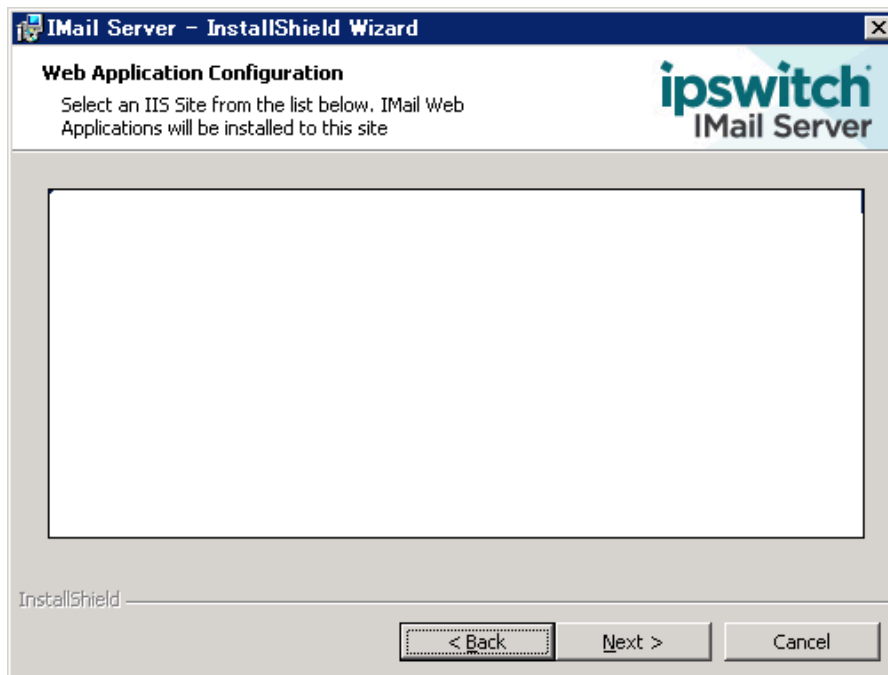 IMail Server - InstallShield Wizard
Web Application Configuration
Select an IIS Site from the list below. IMail Web
Applications will be installed to this site
ipswitch
IMail Server
InstallShield
< Back
Next >
Cancel